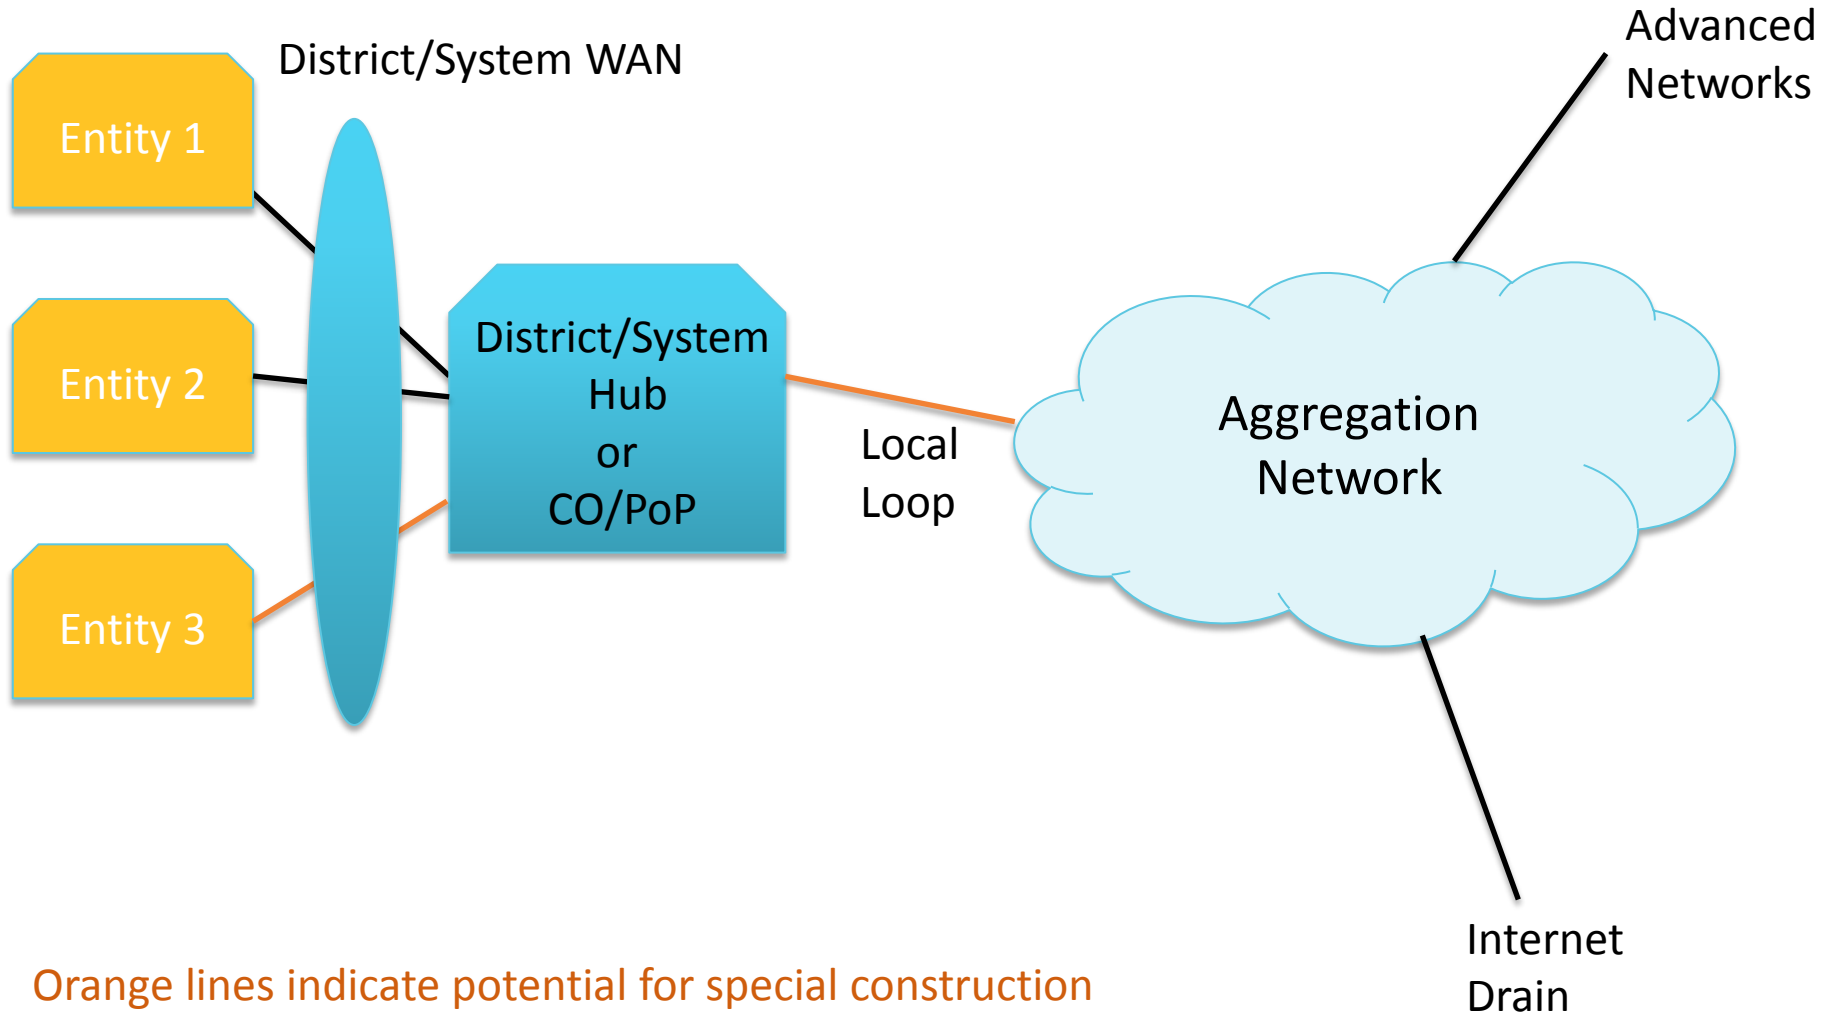 District/System WAN
Entity 1
Entity 2
Entity 3
District/System
Hub
or
CO/PoP
Local
Loop
Aggregation
Network
Advanced
Networks
Internet
Drain
Orange lines indicate potential for special construction